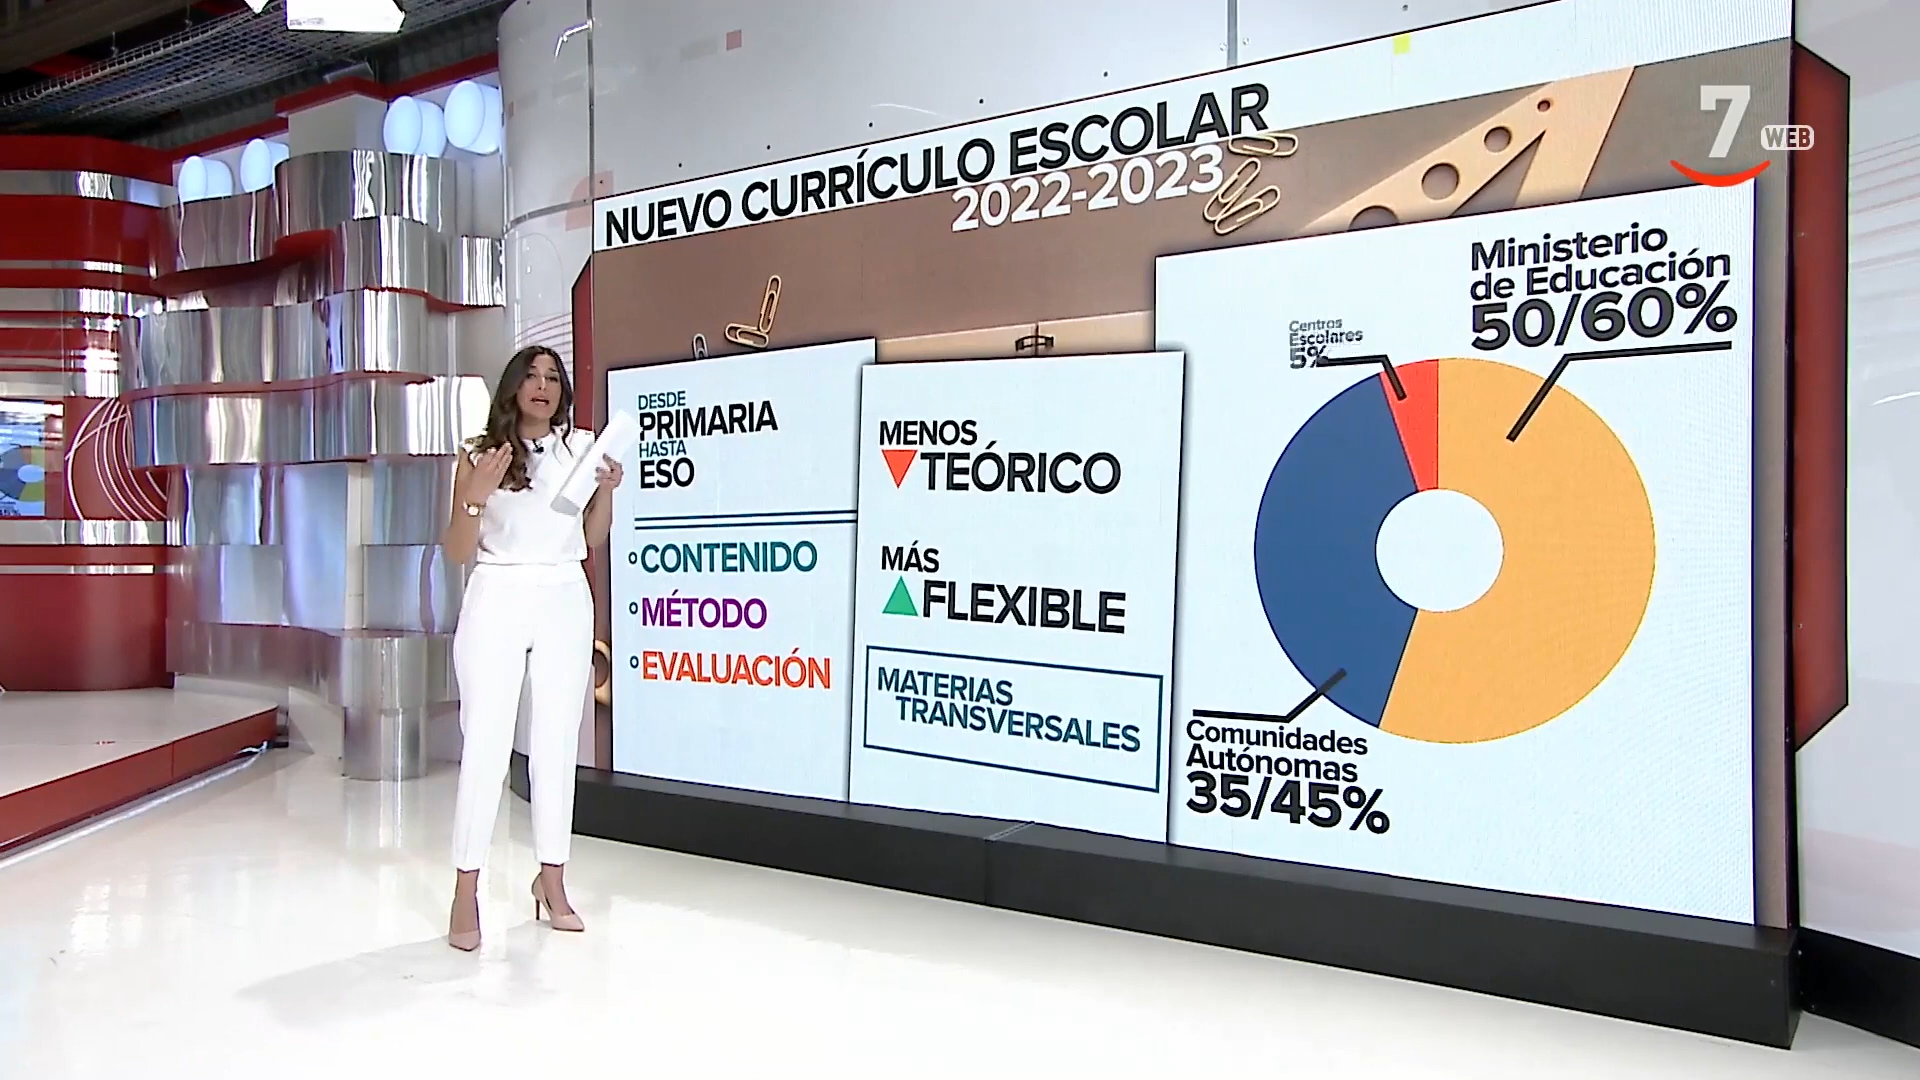 7
WEB
NUEVO CURRÍCULO ESCOLAR
2022-2023
DESDE
PRIMARIA
HASTA
ESO
CONTENIDO
MÉTODO
EVALUACIÓN
MENOS
TEÓRICO
MÁS
FLEXIBLE
MATERIAS
TRANSVERSALES
Centros
Escolares
5%
Ministerio
de Educación
50/60%
Comunidades
Autónomas
35/45%